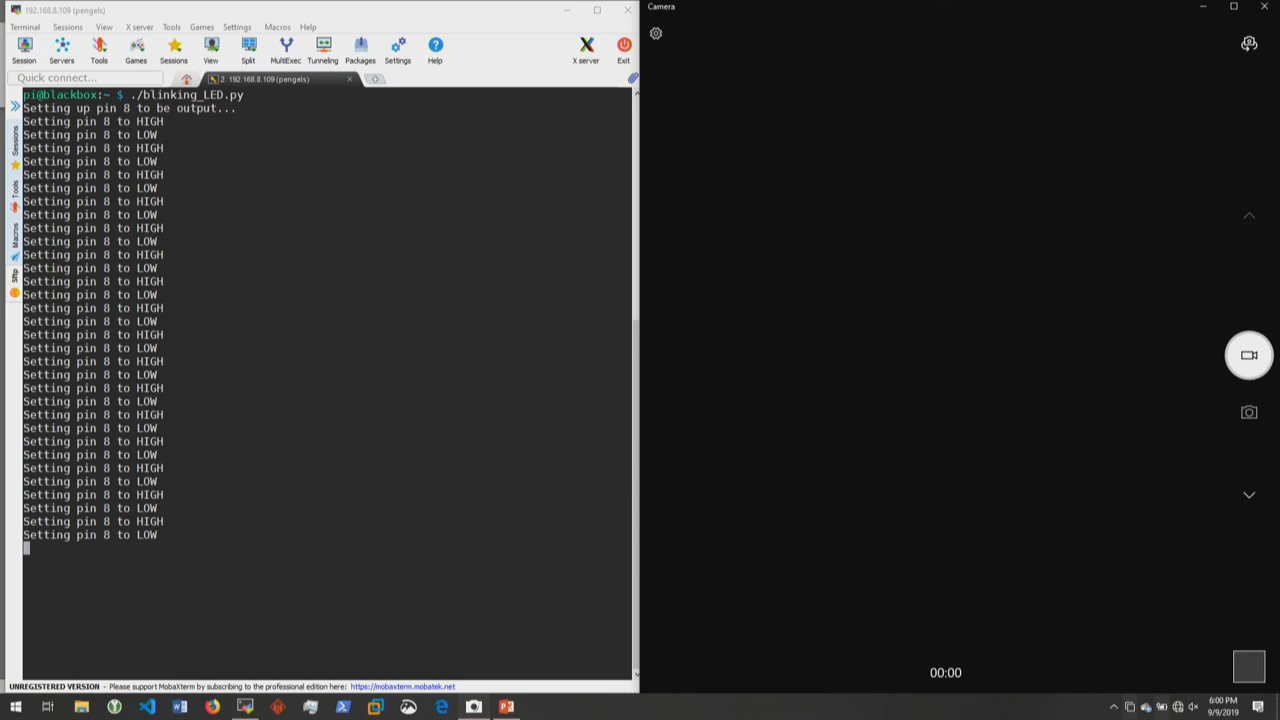 192.168.8.109 (pengels)
Terminal Sessions View X server Tools Games Settings Macros Help
Session Servers Tools Games Sessions View Split MultiExec Tunneling Packages Settings Help X server Exit
Quick connect...
2. 192.168.8.109 (pengels)
Sessions
Tools
Macros
Sftp
pi@blackbox:~ $ ./blinking_LED.py
Setting up pin 8 to be output...
Setting pin 8 to HIGH
Setting pin 8 to LOW
Setting pin 8 to HIGH
Setting pin 8 to LOW
Setting pin 8 to HIGH
Setting pin 8 to LOW
Setting pin 8 to HIGH
Setting pin 8 to LOW
Setting pin 8 to HIGH
Setting pin 8 to LOW
Setting pin 8 to HIGH
Setting pin 8 to LOW
Setting pin 8 to HIGH
Setting pin 8 to LOW
Setting pin 8 to HIGH
Setting pin 8 to LOW
Setting pin 8 to HIGH
Setting pin 8 to LOW
Setting pin 8 to HIGH
Setting pin 8 to LOW
Setting pin 8 to HIGH
Setting pin 8 to LOW
Setting pin 8 to HIGH
Setting pin 8 to LOW
Setting pin 8 to HIGH
Setting pin 8 to LOW
Setting pin 8 to HIGH
Setting pin 8 to LOW
Setting pin 8 to HIGH
Setting pin 8 to LOW
Setting pin 8 to HIGH
Setting pin 8 to LOW
UNREGISTERED VERSION - Please support MobaXterm by subscribing to the professional edition here: https://mobaxterm.mobatek.net
Camera
00:00
6:00 PM
9/9/2019